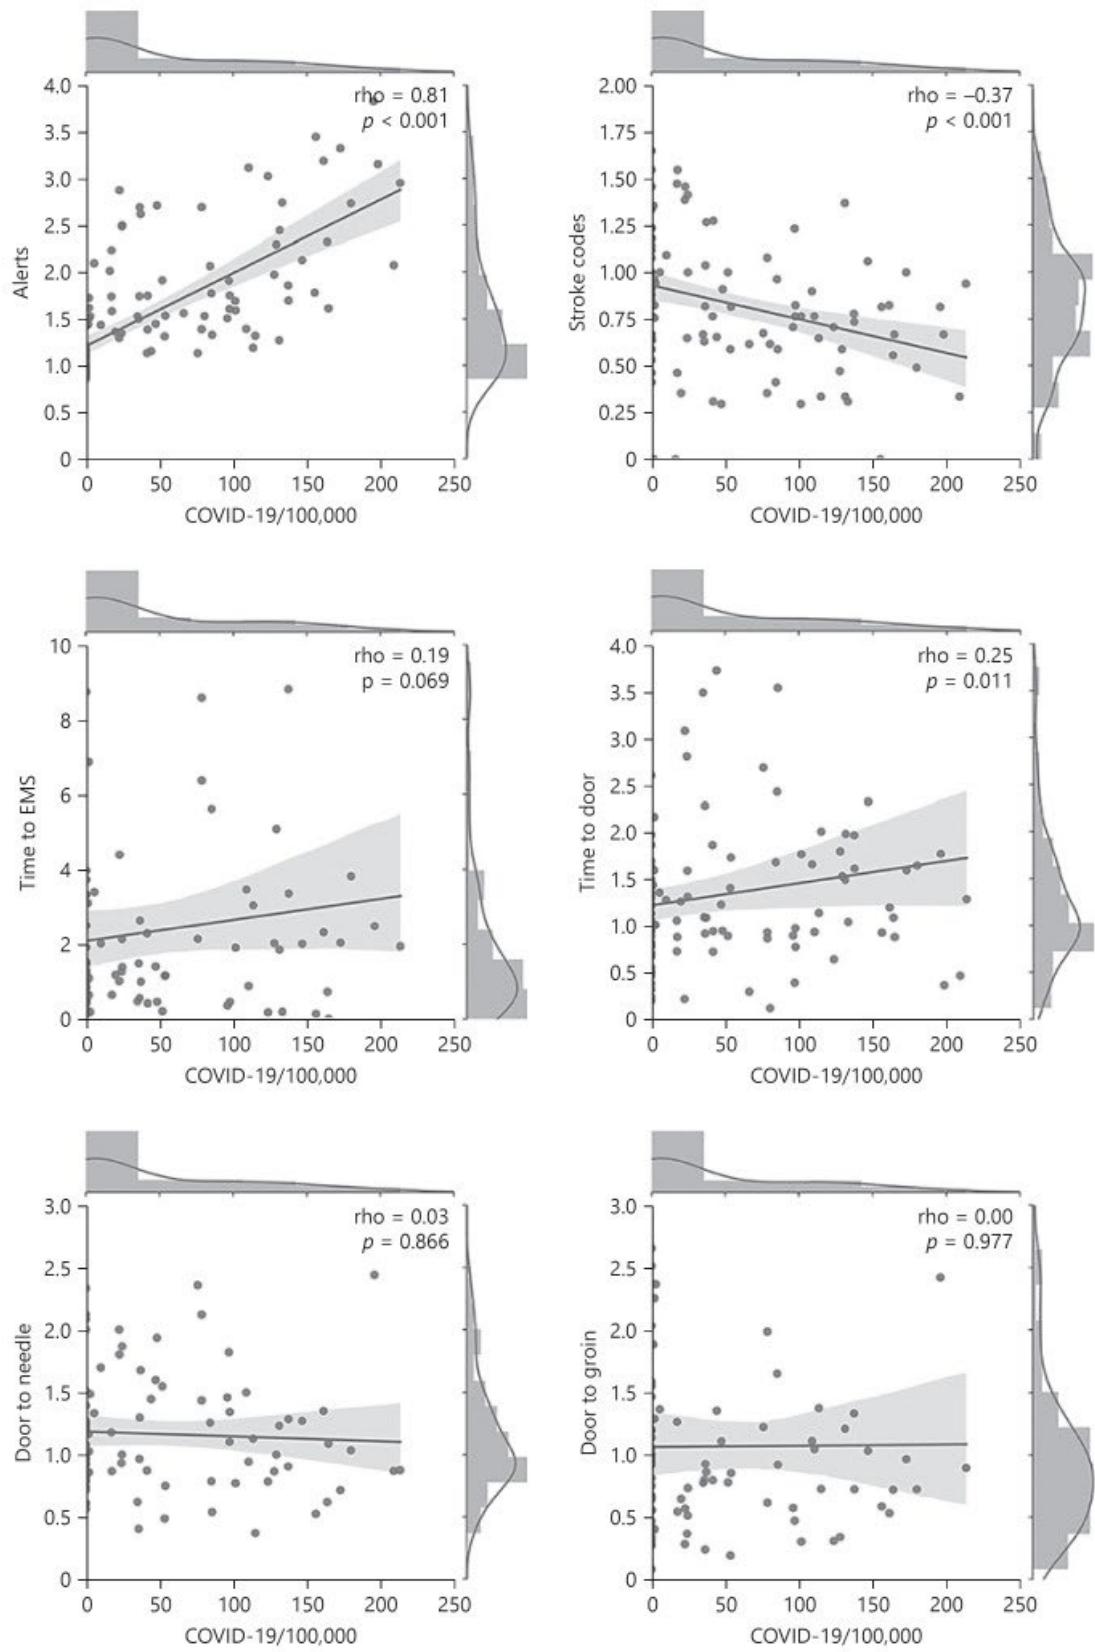 rho = 0.81
p < 0.001
4.0
3.5
3.0
2.5
2.0
1.5
1.0
0.5
0
Alerts
0 50 100 150 200 250
COVID-19/100,000
rho = –0.37
p < 0.001
2.00
1.75
1.50
1.25
1.00
0.75
0.50
0.25
0
Stroke codes
0 50 100 150 200 250
COVID-19/100,000
rho = 0.19
p = 0.069
10
8
6
4
2
0
Time to EMS
0 50 100 150 200 250
COVID-19/100,000
rho = 0.25
p = 0.011
4.0
3.5
3.0
2.5
2.0
1.5
1.0
0.5
0
Time to door
0 50 100 150 200 250
COVID-19/100,000
rho = 0.03
p = 0.866
3.0
2.5
2.0
1.5
1.0
0.5
0
Door to needle
0 50 100 150 200 250
COVID-19/100,000
rho = 0.00
p = 0.977
3.0
2.5
2.0
1.5
1.0
0.5
0
Door to groin
0 50 100 150 200 250
COVID-19/100,000